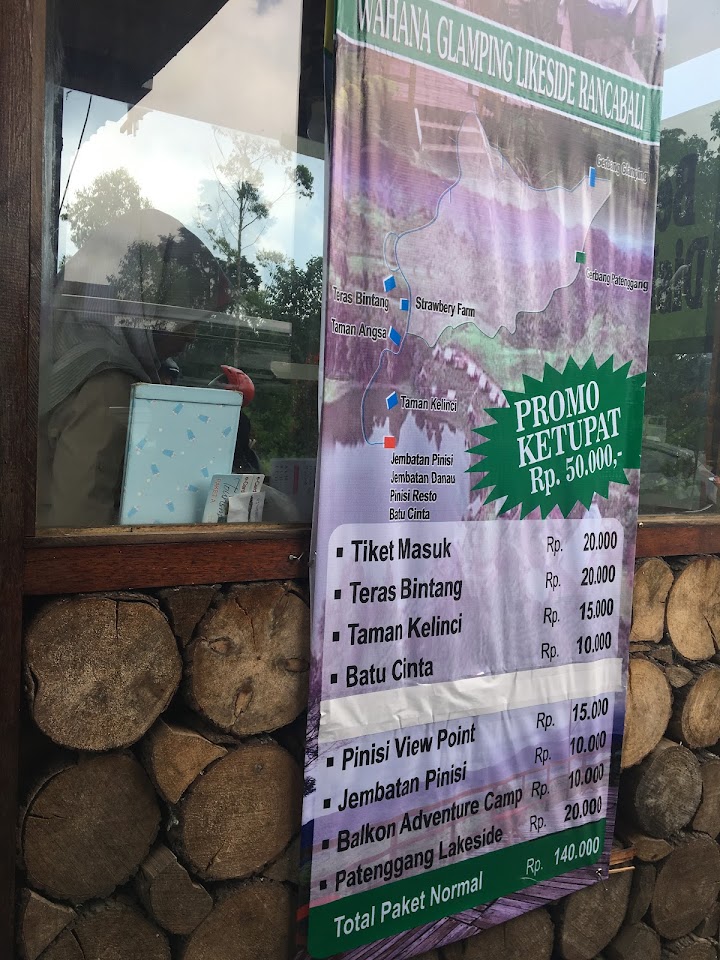 WAHANA GLAMPING LIKESIDE RANCABALI
Gerbang Glamping
Gerbang Patenggang
Teras Bintang
Strawbery Farm
Taman Angsa
Taman Kelinci
Jembatan Pinisi
Jembatan Danau
Pinisi Resto
Batu Cinta
PROMO
KETUPAT
Rp. 50.000,-
▪ Tiket Masuk Rp. 20.000
▪ Teras Bintang Rp. 20.000
▪ Taman Kelinci Rp. 15.000
▪ Batu Cinta Rp. 10.000
▪ Pinisi View Point Rp. 15.000
▪ Jembatan Pinisi Rp. 10.000
▪ Balkon Adventure Camp Rp. 10.000
▪ Patenggang Lakeside Rp. 20.000
Total Paket Normal Rp. 140.000